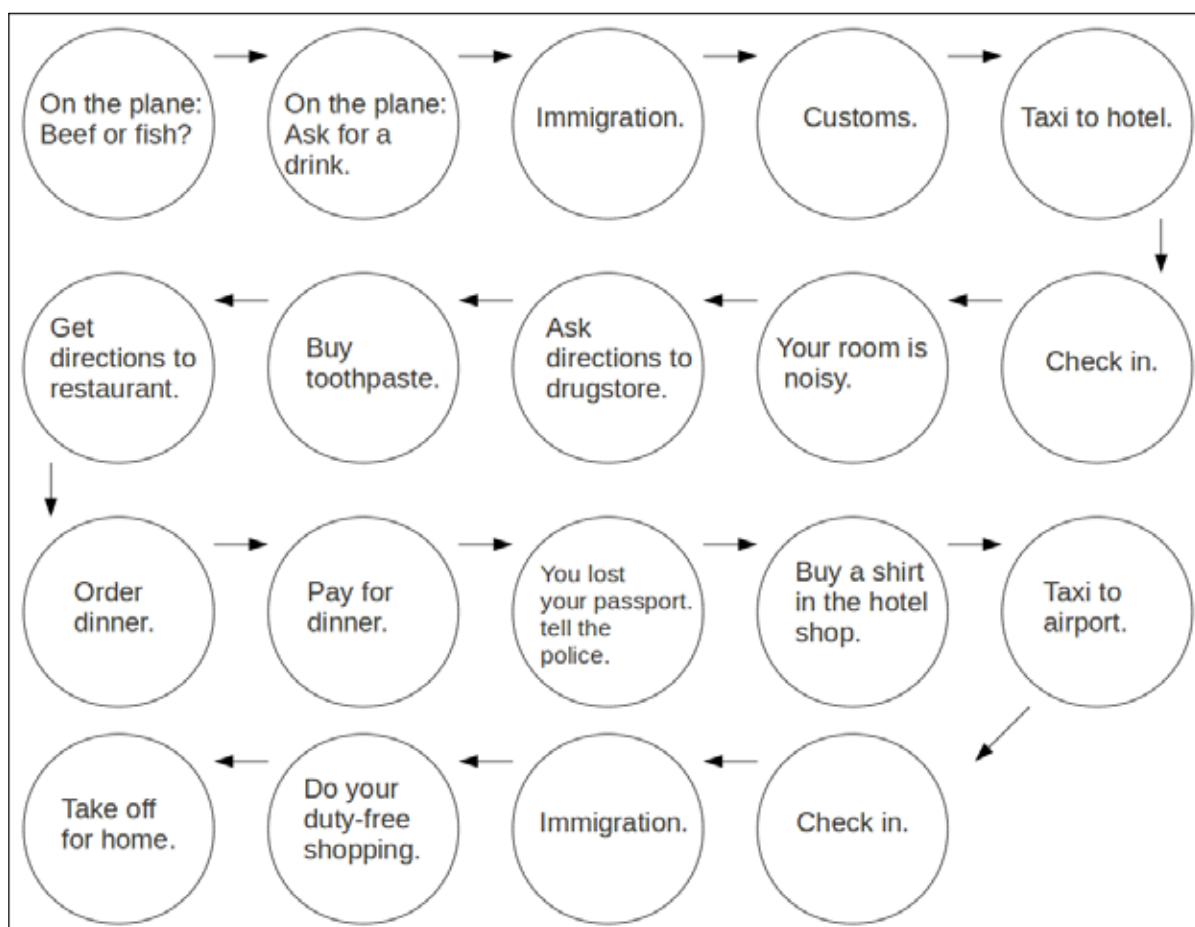 On the plane:
Beef or fish?
On the plane:
Ask for a
drink.
Immigration.
Customs.
Taxi to hotel.
Check in.
Your room is
noisy.
Ask
directions to
drugstore.
Buy
toothpaste.
Get
directions to
restaurant.
Order
dinner.
Pay for
dinner.
You lost
your passport.
tell the
police.
Buy a shirt
in the hotel
shop.
Taxi to
airport.
Check in.
Immigration.
Do your
duty-free
shopping.
Take off
for home.